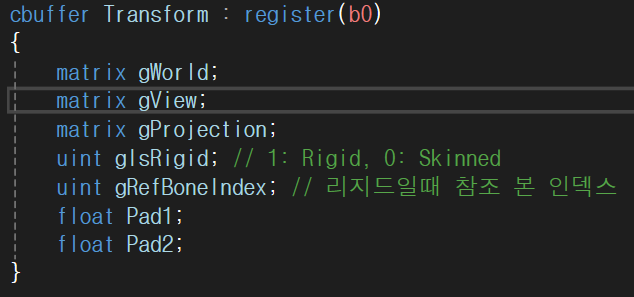 cbuffer Transform : register(b0)
{
matrix gWorld;
matrix gView;
matrix gProjection;
uint gIsRigid; // 1: Rigid, 0: Skinned
uint gRefBoneIndex; // 리지드일때 참조 본 인덱스
float Pad1;
float Pad2;
}